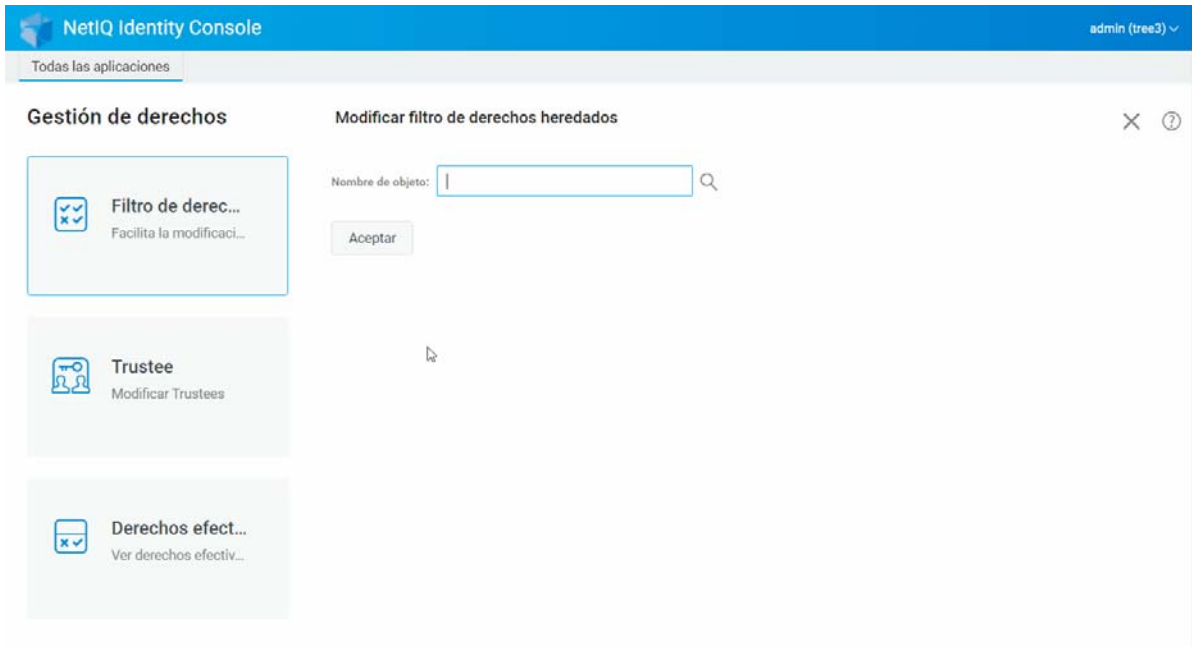 NetIQ Identity Console
admin (tree3)
Todas las aplicaciones
Gestión de derechos
Modificar filtro de derechos heredados
Nombre de objeto:
Aceptar
Filtro de derec...
Facilita la modificaci...
Trustee
Modificar Trustees
Derechos efect...
Ver derechos efectiv...